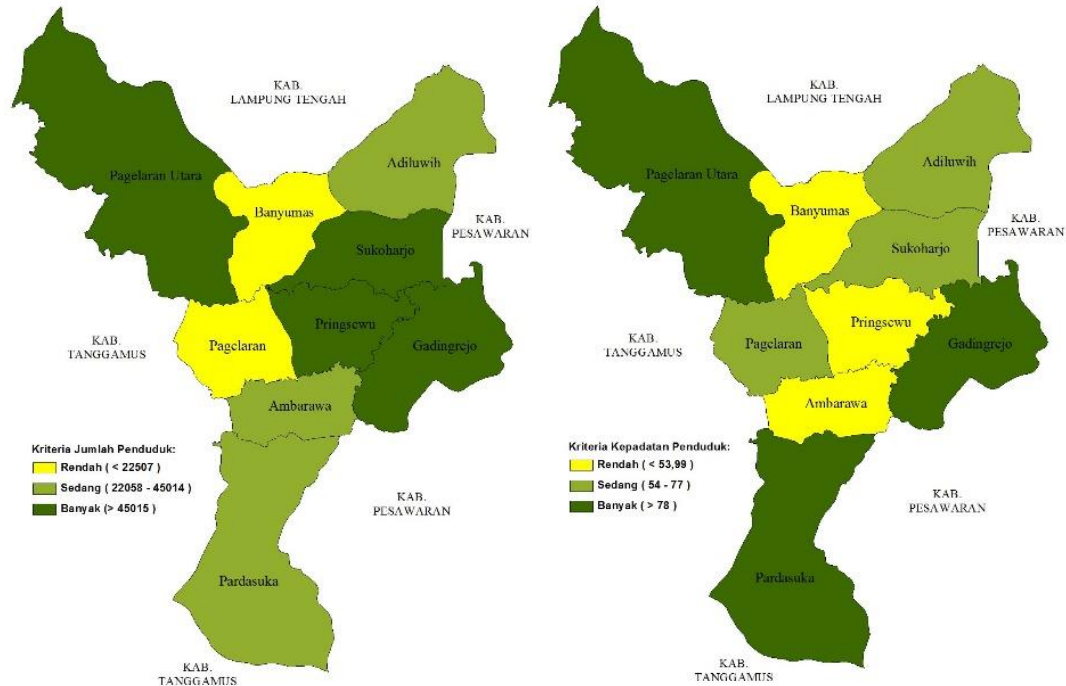 KAB.
LAMPUNG TENGAH
Adiluwih
Pagelaran Utara
Banyumas
KAB.
PESAWARAN
Sukoharjo
Pringsewu
KAB.
TANGGAMUS
Pagelaran
Gadingrejo
Ambarawa
Kriteria Jumlah Penduduk:
Rendah ( < 22507 )
Sedang ( 22058 - 45014 )
Banyak (> 45015 )
KAB.
PESAWARAN
Pardasuka
KAB.
TANGGAMUS
KAB.
LAMPUNG TENGAH
Adiluwih
Pagelaran Utara
Banyumas
KAB.
PESAWARAN
Sukoharjo
Pringsewu
KAB.
TANGGAMUS
Pagelaran
Gadingrejo
Ambarawa
Kriteria Kepadatan Penduduk:
Rendah ( < 53,99 )
Sedang ( 54 - 77 )
Banyak ( > 78 )
KAB.
PESAWARAN
Pardasuka
KAB.
TANGGAMUS